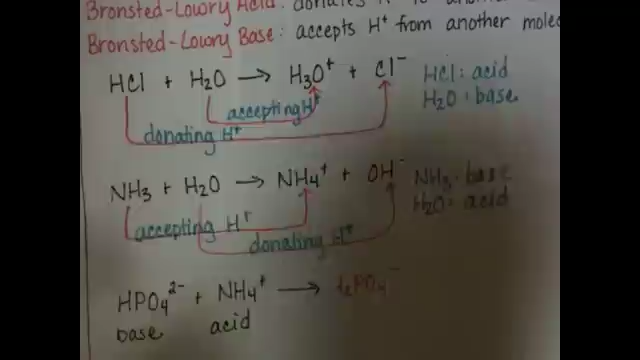 Bronsted-Lowry Acid: donates H⁺ to another
Bronsted-Lowry Base: accepts H⁺ from another
HCl + H₂O → H₃O⁺ + Cl⁻ HCl: acid
accepting H⁺ H₂O: base
donating H⁺
NH₃ + H₂O → NH₄⁺ + OH⁻ NH₃: base
accepting H⁺ H₂O: acid
donating H⁺
HPO₄²⁻ + NH₄⁺ → PO₄⁻
base acid